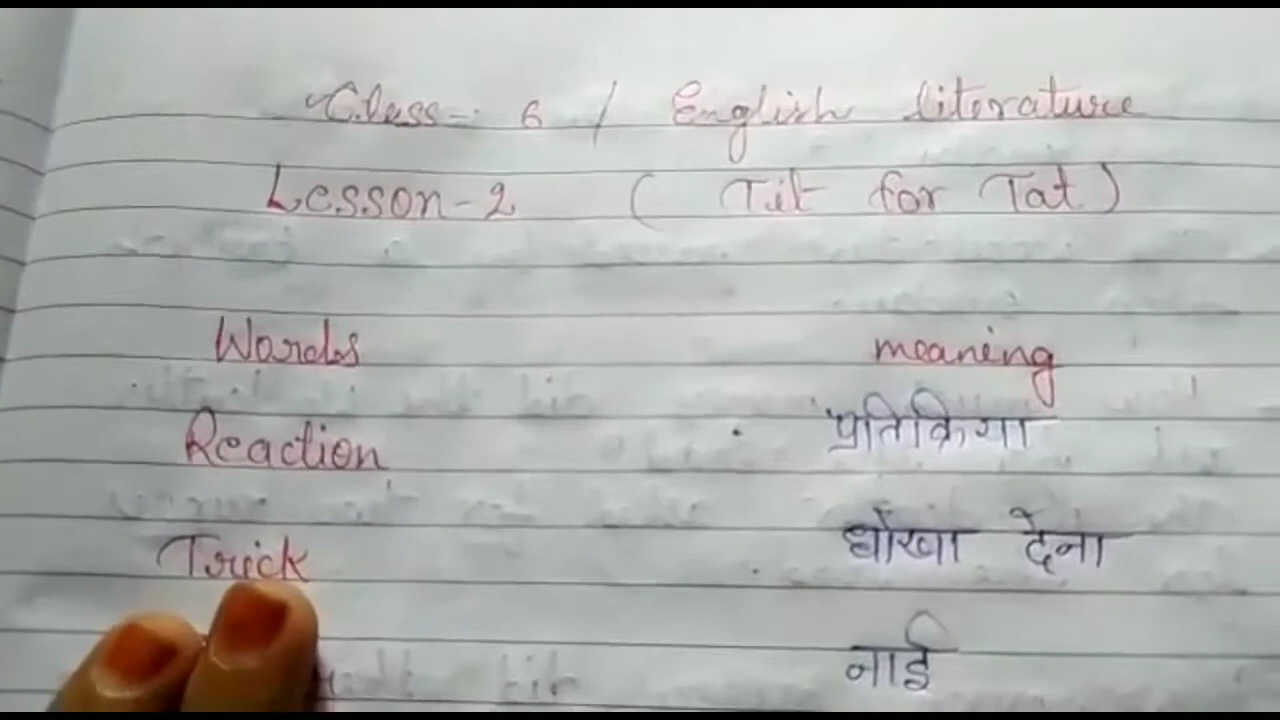 Class-: 6 / English literature
Lesson-2 ( Tit for Tat )
Words meaning
Reaction प्रतिक्रिया
Trick धोखा देना
नाई